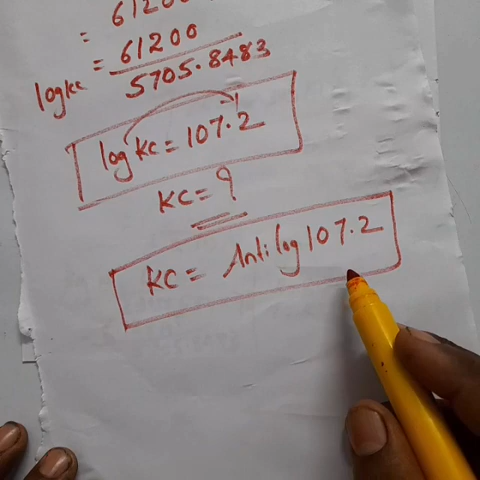 = 61200
log kc = 61200
5705.8483
log kc = 107.2
kc = ?
kc = Antilog 107.2